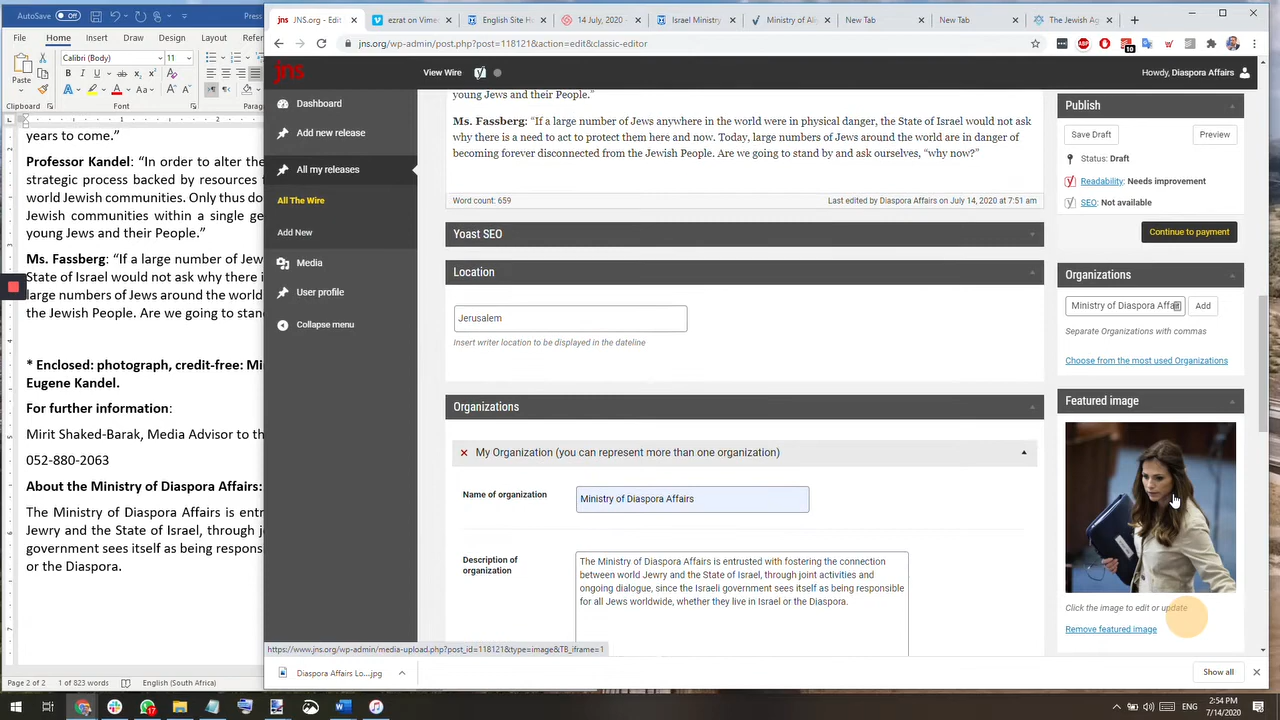 AutoSave Off
File Home Insert Draw
Calibri (Body) 11
Paste
Clipboard
years to come.”
Professor Kandel: “In order to alter the
strategic process backed by resources
world Jewish communities. Only thus do
Jewish communities within a single ge
young Jews and their People.”
Ms. Fassberg: “If a large number of Jew
State of Israel would not ask why there i
large numbers of Jews around the world
the Jewish People. Are we going to stan
* Enclosed: photograph, credit-free: Mi
Eugene Kandel.
For further information:
Mirit Shaked-Barak, Media Advisor to th
052-880-2063
About the Ministry of Diaspora Affairs:
The Ministry of Diaspora Affairs is entr
Jewry and the State of Israel, through jo
government sees itself as being respons
or the Diaspora.
Page 2 of 2 1 of 823 words English (South Africa)
jns JNS.org - Edit
ezrat on Vime
English Site H
14 July, 2020 -
Israel Ministry
Ministry of Ali
New Tab
New Tab
The Jewish Ag
jns.org/wp-admin/post.php?post=118121&action=edit&classic-editor
ABP
10
jns
View Wire
Howdy, Diaspora Affairs
Dashboard
Add new release
All my releases
All The Wire
Add New
Media
User profile
Collapse menu
young Jews and their People.”
Ms. Fassberg: “If a large number of Jews anywhere in the world were in physical danger, the State of Israel would not ask
why there is a need to act to protect them here and now. Today, large numbers of Jews around the world are in danger of
becoming forever disconnected from the Jewish People. Are we going to stand by and ask ourselves, “why now?”
Word count: 659 Last edited by Diaspora Affairs on July 14, 2020 at 7:51 am
Yoast SEO
Location
Jerusalem
Insert writer location to be displayed in the dateline
Organizations
My Organization (you can represent more than one organization)
Name of organization
Ministry of Diaspora Affairs
Description of
organization
The Ministry of Diaspora Affairs is entrusted with fostering the connection
between world Jewry and the State of Israel, through joint activities and
ongoing dialogue, since the Israeli government sees itself as being responsible
for all Jews worldwide, whether they live in Israel or the Diaspora.
Publish
Save Draft Preview
Status: Draft
Readability: Needs improvement
SEO: Not available
Continue to payment
Organizations
Ministry of Diaspora Affai Add
Separate Organizations with commas
Choose from the most used Organizations
Featured image
Click the image to edit or update
Remove featured image
https://www.jns.org/wp-admin/media-upload.php?post_id=118121&type=image&TB_iframe=1
Diaspora Affairs Lo....jpg
Show all
ENG
2:54 PM
7/14/2020